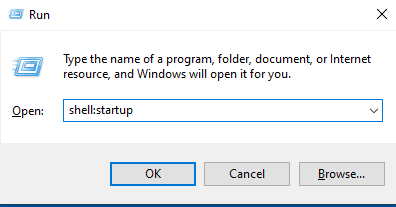 Run
Type the name of a program, folder, document, or Internet
resource, and Windows will open it for you.
Open: shell:startup
OK Cancel Browse...